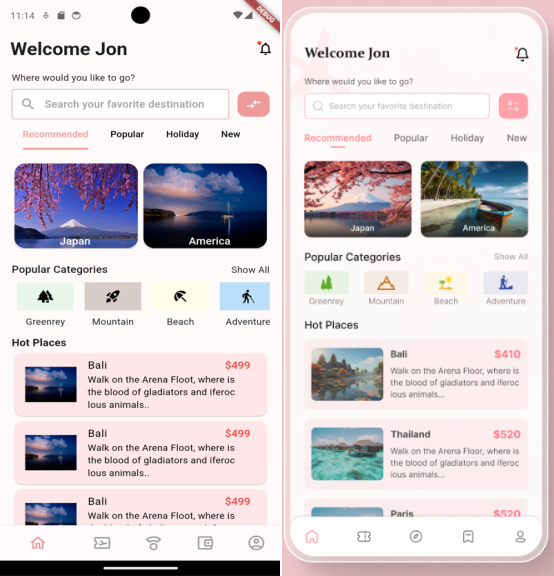 11:14
DEBUG
Welcome Jon
Where would you like to go?
Search your favorite destination
Recommended Popular Holiday New
Japan America
Popular Categories Show All
Greenrey Mountain Beach Adventure
Hot Places
Bali $499
Walk on the Arena Floot, where is
the blood of gladiators and iferoc
ious animals..
Bali $499
Walk on the Arena Floot, where is
the blood of gladiators and iferoc
ious animals..
Bali $499
Welcome Jon
Where would you like to go?
Search your favorite destination
Recommended Popular Holiday New
Japan America
Popular Categories Show All
Greenrey Mountain Beach Adventure
Hot Places
Bali $410
Walk on the Arena Floor, where is
the blood of gladiators and iferoc
ious animals...
Thailand $520
Walk on the Arena Floot, where is
the blood of gladiators and iferoc
ious animals...
Paris $520